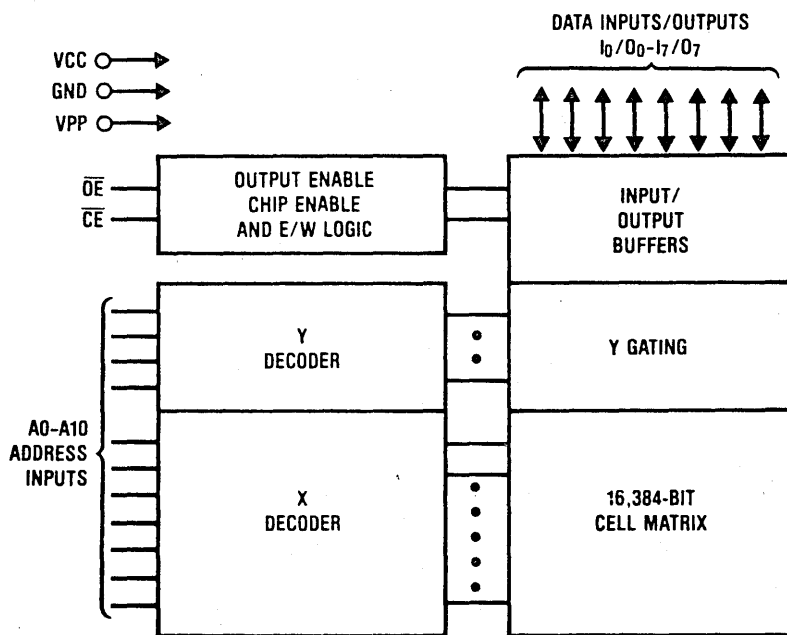 DATA INPUTS/OUTPUTS
I0/O0-I7/O7
VCC
GND
VPP
OE
CE
OUTPUT ENABLE
CHIP ENABLE
AND E/W LOGIC
INPUT/
OUTPUT
BUFFERS
Y
DECODER
Y GATING
A0-A10
ADDRESS
INPUTS
X
DECODER
16,384-BIT
CELL MATRIX